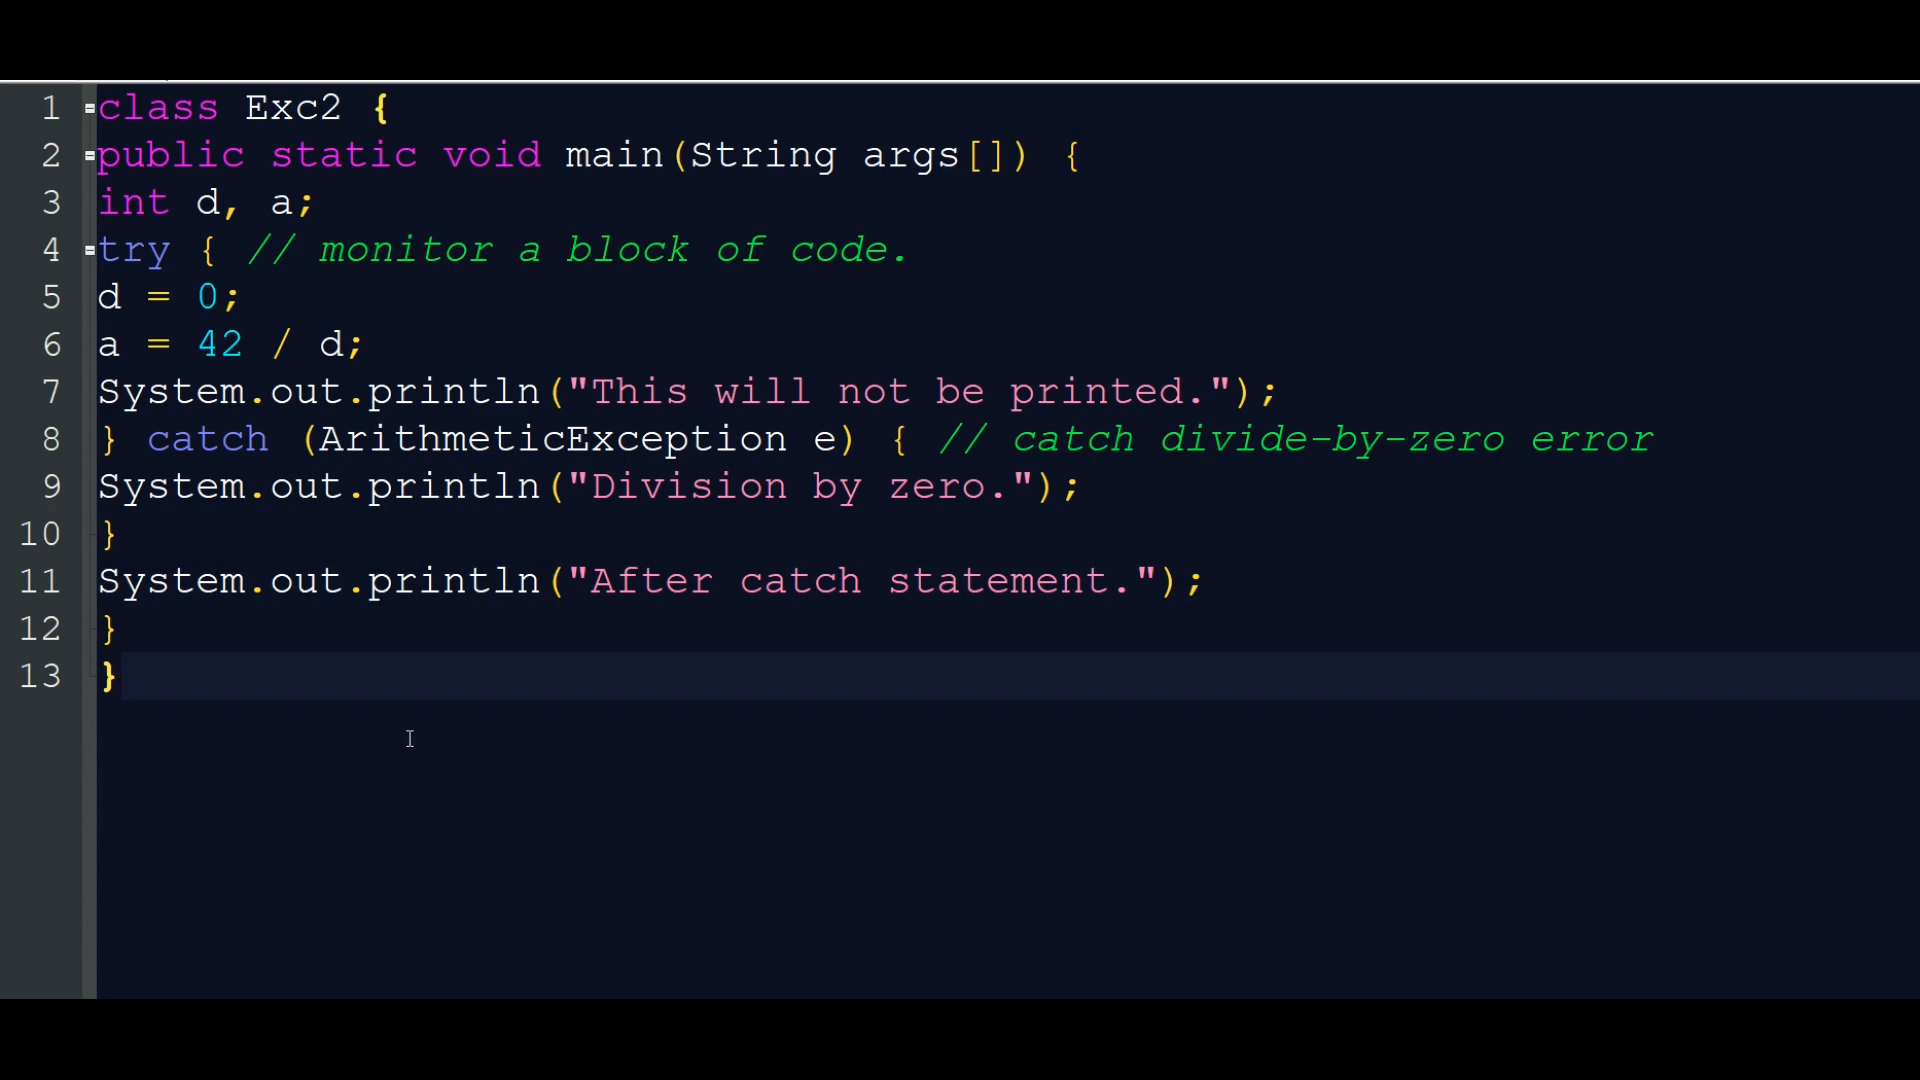 1 class Exc2 {
2 public static void main(String args[]) {
3 int d, a;
4 try { // monitor a block of code.
5 d = 0;
6 a = 42 / d;
7 System.out.println("This will not be printed.");
8 } catch (ArithmeticException e) { // catch divide-by-zero error
9 System.out.println("Division by zero.");
10 }
11 System.out.println("After catch statement.");
12 }
13 }